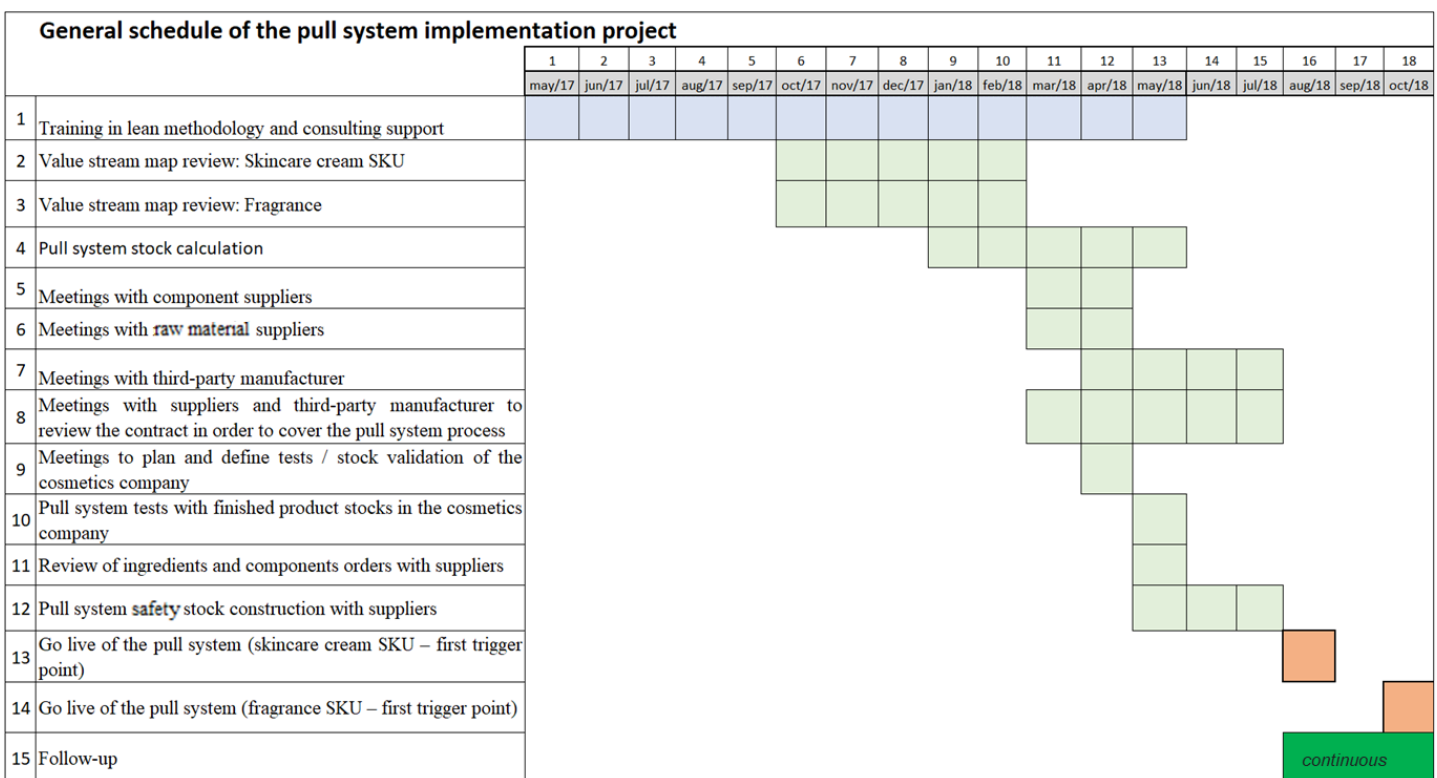 General schedule of the pull system implementation project
1 2 3 4 5 6 7 8 9 10 11 12 13 14 15 16 17 18
may/17 jun/17 jul/17 aug/17 sep/17 oct/17 nov/17 dec/17 jan/18 feb/18 mar/18 apr/18 may/18 jun/18 jul/18 aug/18 sep/18 oct/18
1 Training in lean methodology and consulting support
2 Value stream map review: Skincare cream SKU
3 Value stream map review: Fragrance
4 Pull system stock calculation
5 Meetings with component suppliers
6 Meetings with raw material suppliers
7 Meetings with third-party manufacturer
8 Meetings with suppliers and third-party manufacturer to
review the contract in order to cover the pull system process
9 Meetings to plan and define tests / stock validation of the
cosmetics company
10 Pull system tests with finished product stocks in the cosmetics
company
11 Review of ingredients and components orders with suppliers
12 Pull system safety stock construction with suppliers
13 Go live of the pull system (skincare cream SKU – first trigger
point)
14 Go live of the pull system (fragrance SKU – first trigger point)
15 Follow-up continuous